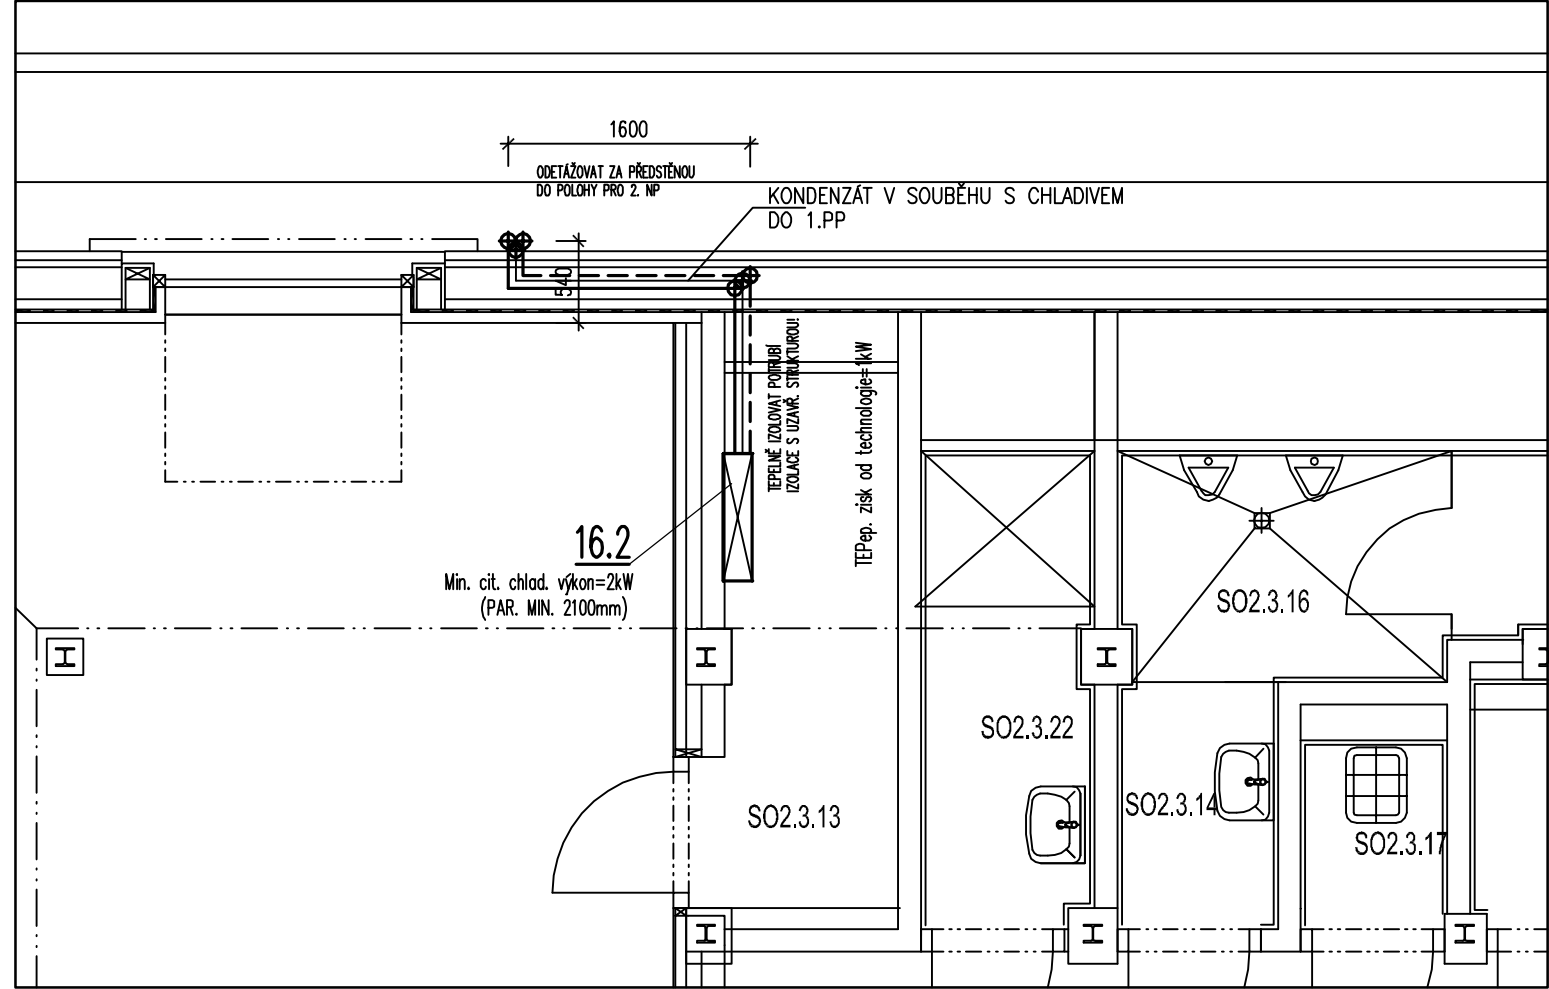 1600
ODETÁŽOVAT ZA PŘEDSTĚNOU
DO POLOHY PRO 2. NP
KONDENZÁT V SOUBĚHU S CHLADIVEM
DO 1.PP
540
TEPELNĚ IZOLOVAT POTRUBÍ
IZOLACE S UZAVŘ. STRUKTUROU!
TEPep. zisk od technologie=1kW
16.2
Min. cit. chlad. výkon=2kW
(PAR. MIN. 2100mm)
SO2.3.16
SO2.3.22
SO2.3.14
SO2.3.13
SO2.3.17